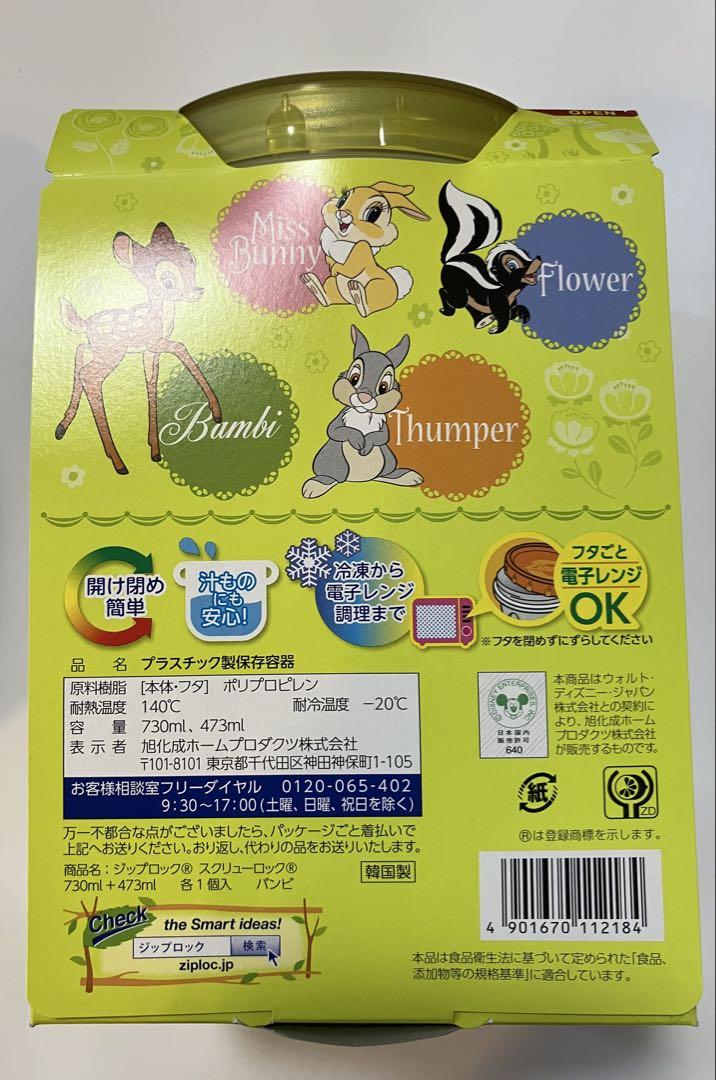 OPEN
Miss
Bunny
Flower
Bambi
Thumper
開け閉め
簡単
汁もの
にも
安心!
冷凍から
電子レンジ
調理まで
フタごと
電子レンジ
OK
※フタを閉めずにずらしてください
品 名 プラスチック製保存容器
原料樹脂 [本体・フタ] ポリプロピレン
耐熱温度 140℃ 耐冷温度 −20℃
容 量 730ml、473ml
表 示 者 旭化成ホームプロダクツ株式会社
〒101-8101 東京都千代田区神田神保町1-105
お客様相談室フリーダイヤル 0120-065-402
9:30〜17:00(土曜、日曜、祝日を除く)
万一不都合な点がございましたら、パッケージごと着払いで
上記へお送りください。おり返し、代わりの品をお送りいたします。
商品名:ジップロック® スクリューロック®
730ml+473ml 各1個入 バンビ
韓国製
©DISNEY ENTERPRISES, INC.
日本国内
販売許可
640
本商品はウォルト・
ディズニー・ジャパン
株式会社との契約に
より、旭化成ホーム
プロダクツ株式会社
が販売するものです。
紙
ZD
®は登録商標を示します。
4 901670 112184
本品は食品衛生法に基づいて定められた「食品、
添加物等の規格基準」に適合しています。
Check
the Smart ideas!
ジップロック 検索
ziploc.jp